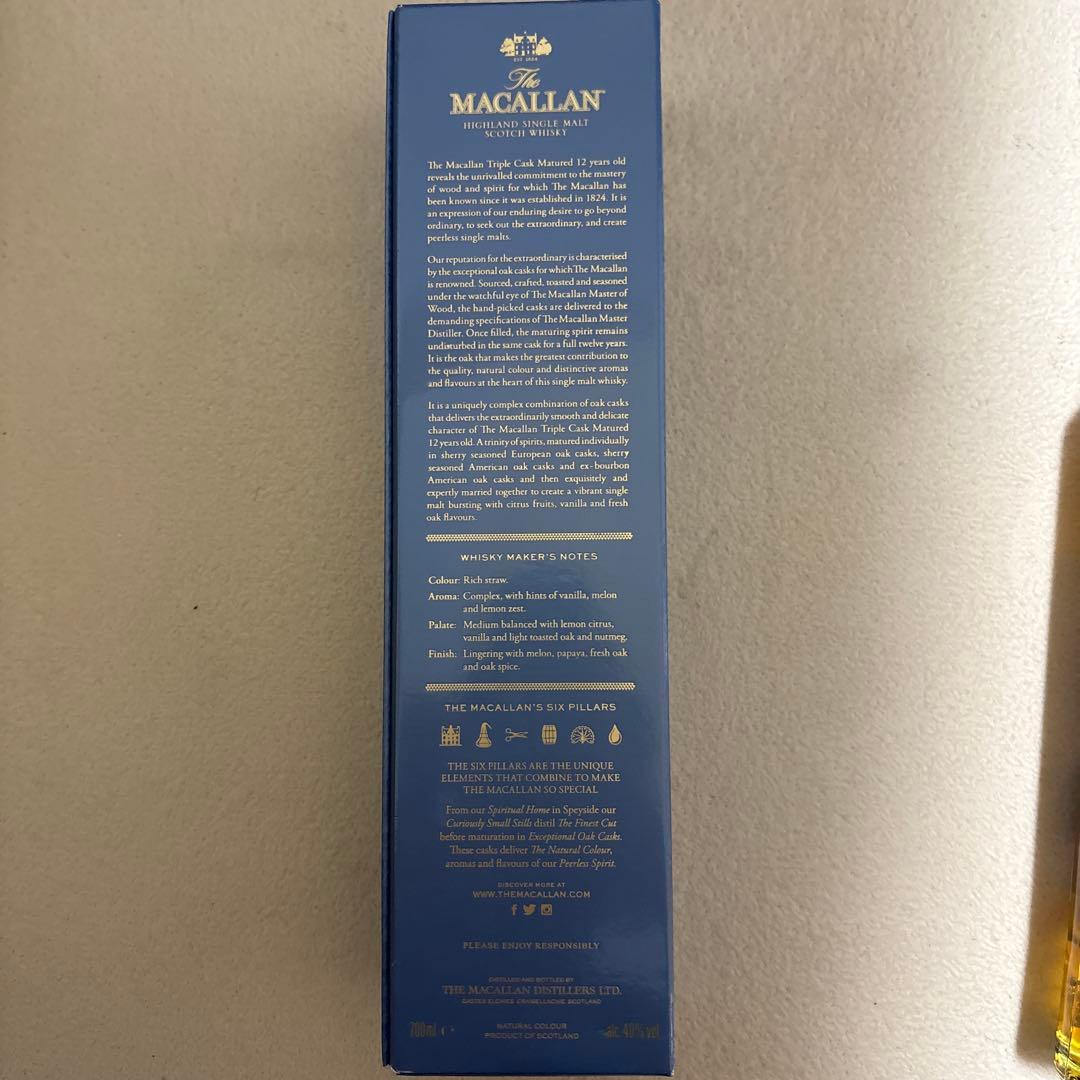 EST 1824
The
MACALLAN
HIGHLAND SINGLE MALT
SCOTCH WHISKY
The Macallan Triple Cask Matured 12 years old
reveals the unrivalled commitment to the mastery
of wood and spirit for which The Macallan has
been known since it was established in 1824. It is
an expression of our enduring desire to go beyond
ordinary, to seek out the extraordinary, and create
peerless single malts.
Our reputation for the extraordinary is characterised
by the exceptional oak casks for which The Macallan
is renowned. Sourced, crafted, toasted and seasoned
under the watchful eye of The Macallan Master of
Wood, the hand-picked casks are delivered to the
demanding specifications of The Macallan Master
Distiller. Once filled, the maturing spirit remains
undisturbed in the same cask for a full twelve years.
It is the oak that makes the greatest contribution to
the quality, natural colour and distinctive aromas
and flavours at the heart of this single malt whisky.
It is a uniquely complex combination of oak casks
that delivers the extraordinarily smooth and delicate
character of The Macallan Triple Cask Matured
12 years old. A trinity of spirits, matured individually
in sherry seasoned European oak casks, sherry
seasoned American oak casks and ex-bourbon
American oak casks and then exquisitely and
expertly married together to create a vibrant single
malt bursting with citrus fruits, vanilla and fresh
oak flavours.
WHISKY MAKER'S NOTES
Colour: Rich straw.
Aroma: Complex, with hints of vanilla, melon
and lemon zest.
Palate: Medium balanced with lemon citrus,
vanilla and light toasted oak and nutmeg.
Finish: Lingering with melon, papaya, fresh oak
and oak spice.
THE MACALLAN'S SIX PILLARS
THE SIX PILLARS ARE THE UNIQUE
ELEMENTS THAT COMBINE TO MAKE
THE MACALLAN SO SPECIAL
From our Spiritual Home in Speyside our
Curiously Small Stills distil The Finest Cut
before maturation in Exceptional Oak Casks.
These casks deliver The Natural Colour,
aromas and flavours of our Peerless Spirit.
DISCOVER MORE AT
WWW.THEMACALLAN.COM
PLEASE ENJOY RESPONSIBLY
DISTILLED AND BOTTLED BY
THE MACALLAN DISTILLERS LTD.
EASTER ELCHIES CRAIGELLACHIE SCOTLAND
700ml e NATURAL COLOUR alc. 40% vol
PRODUCT OF SCOTLAND